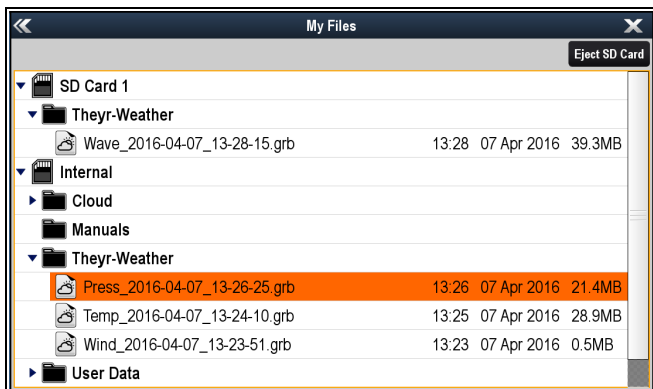 My Files
Eject SD Card
SD Card 1
Theyr-Weather
Wave_2016-04-07_13-28-15.grb 13:28 07 Apr 2016 39.3MB
Internal
Cloud
Manuals
Theyr-Weather
Press_2016-04-07_13-26-25.grb 13:26 07 Apr 2016 21.4MB
Temp_2016-04-07_13-24-10.grb 13:25 07 Apr 2016 28.9MB
Wind_2016-04-07_13-23-51.grb 13:23 07 Apr 2016 0.5MB
User Data